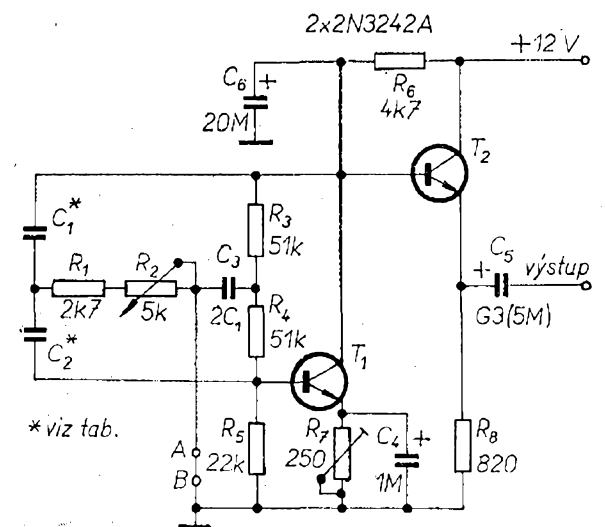 2x2N3242A
+12 V
C6 +
20M
R6
4k7
T2
C1*
R3
51k
C5
+
výstup
G3(5M)
R1
2k7
R2
5k
C3
2C1
R4
51k
C2*
T1
* viz tab.
A
B
R5
22k
R7
250
C4 +
1M
R8
820